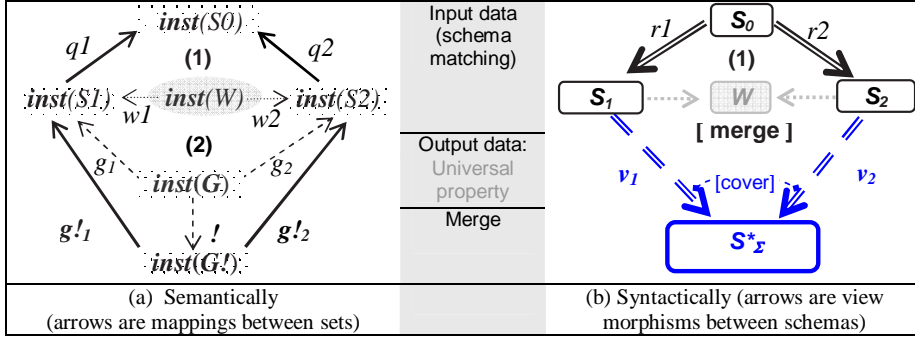 inst(S0)
q1
q2
(1)
inst(S1)
inst(W)
inst(S2)
w1
w2
(2)
g1
g2
inst(G)
g!1
!
g!2
inst(G!)
Input data
(schema
matching)
Output data:
Universal
property
Merge
S0
r1
r2
(1)
S1
W
S2
[ merge ]
v1
[cover]
v2
S*Σ
(a) Semantically
(arrows are mappings between sets)
(b) Syntactically (arrows are view
morphisms between schemas)